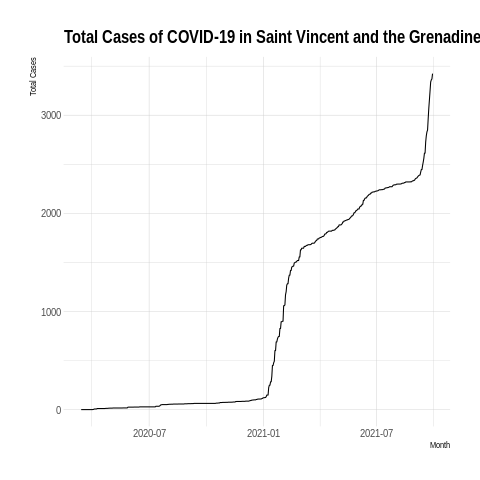 Total Cases of COVID-19 in Saint Vincent and the Grenadine
Total Cases
3000
2000
1000
0
2020-07 2021-01 2021-07
Month